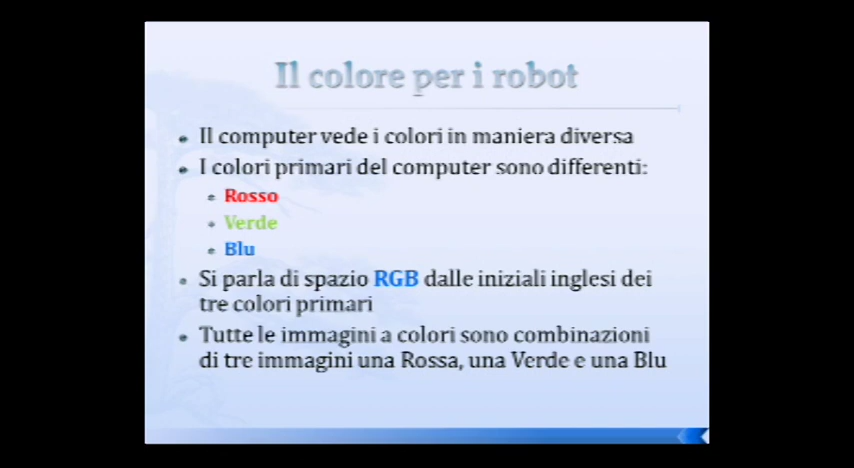 Il colore per i robot
Il computer vede i colori in maniera diversa
I colori primari del computer sono differenti:
Rosso
Verde
Blu
Si parla di spazio RGB dalle iniziali inglesi dei
tre colori primari
Tutte le immagini a colori sono combinazioni
di tre immagini una Rossa, una Verde e una Blu